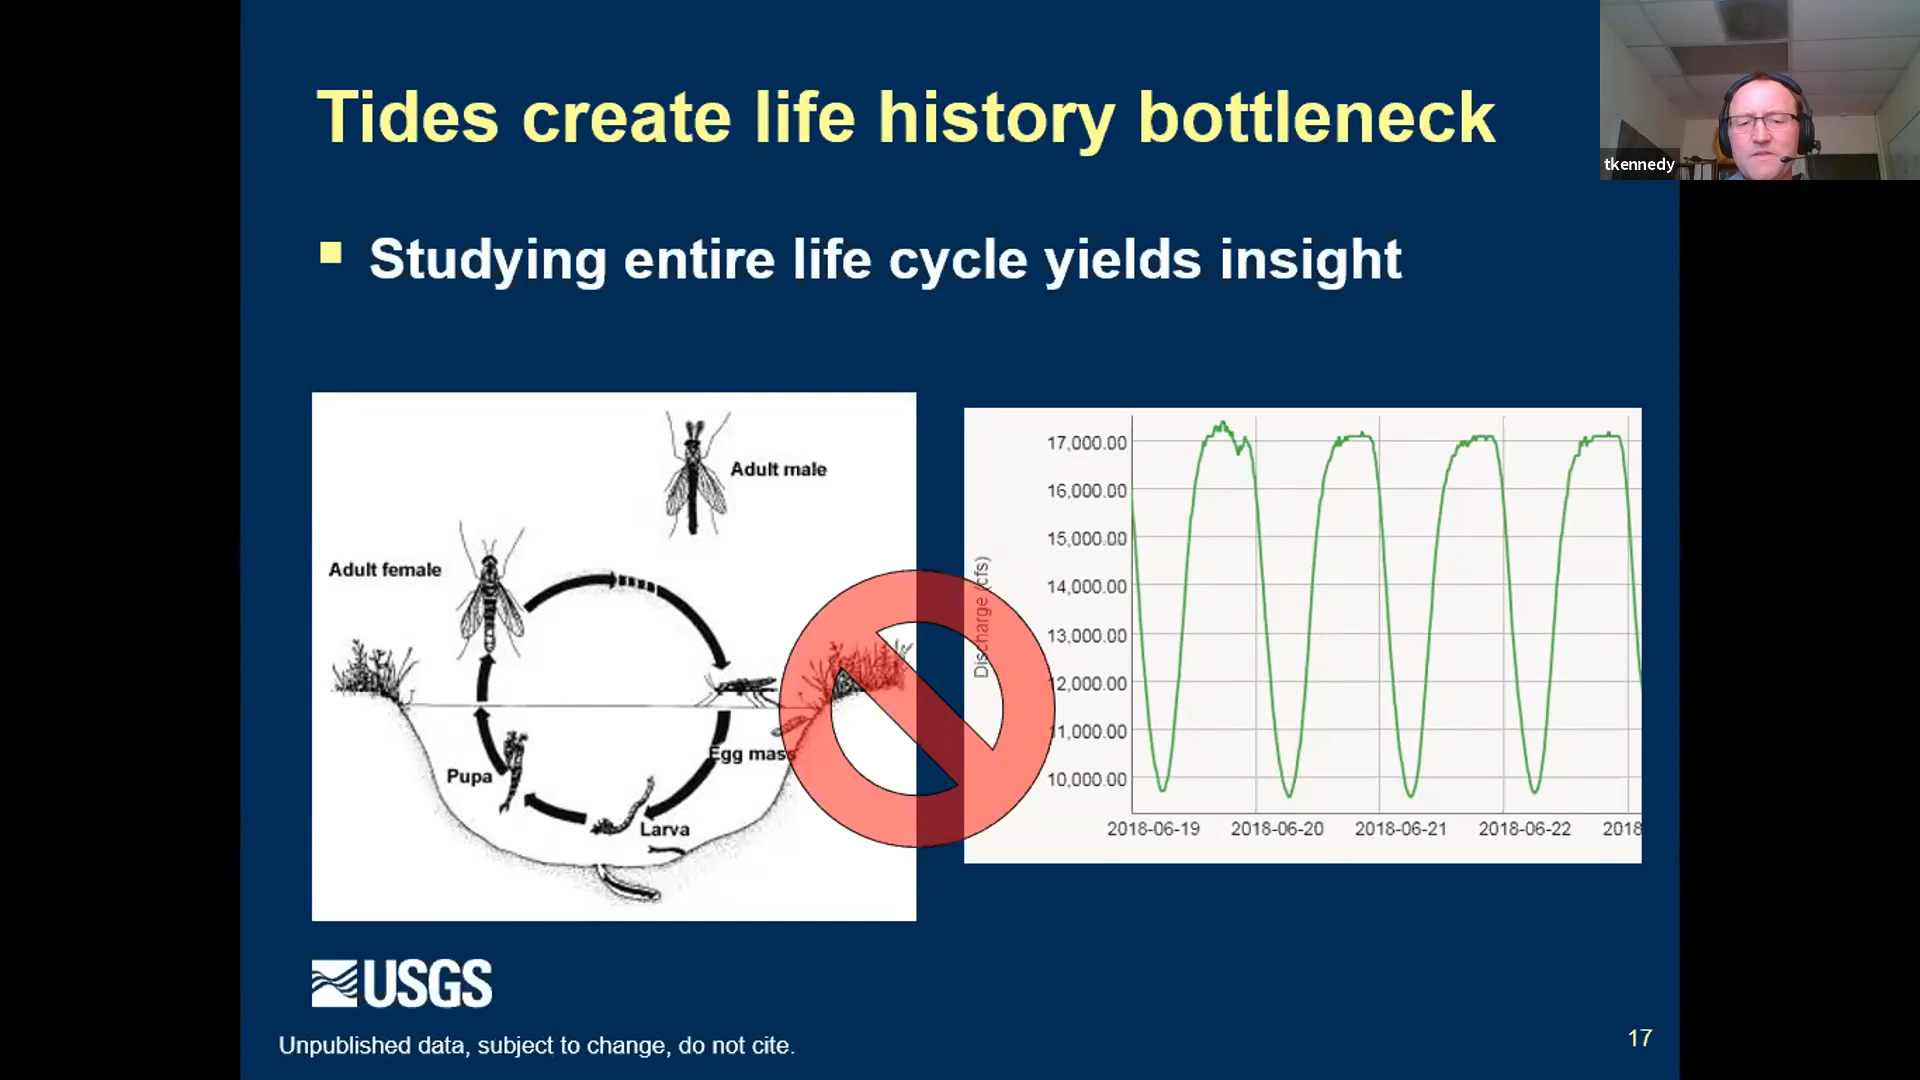 Tides create life history bottleneck
tkennedy
Studying entire life cycle yields insight
Adult male
Adult female
Egg mass
Pupa
Larva
Discharge (cfs)
17,000.00
16,000.00
15,000.00
14,000.00
13,000.00
12,000.00
11,000.00
10,000.00
2018-06-19 2018-06-20 2018-06-21 2018-06-22 2018
USGS
Unpublished data, subject to change, do not cite.
17